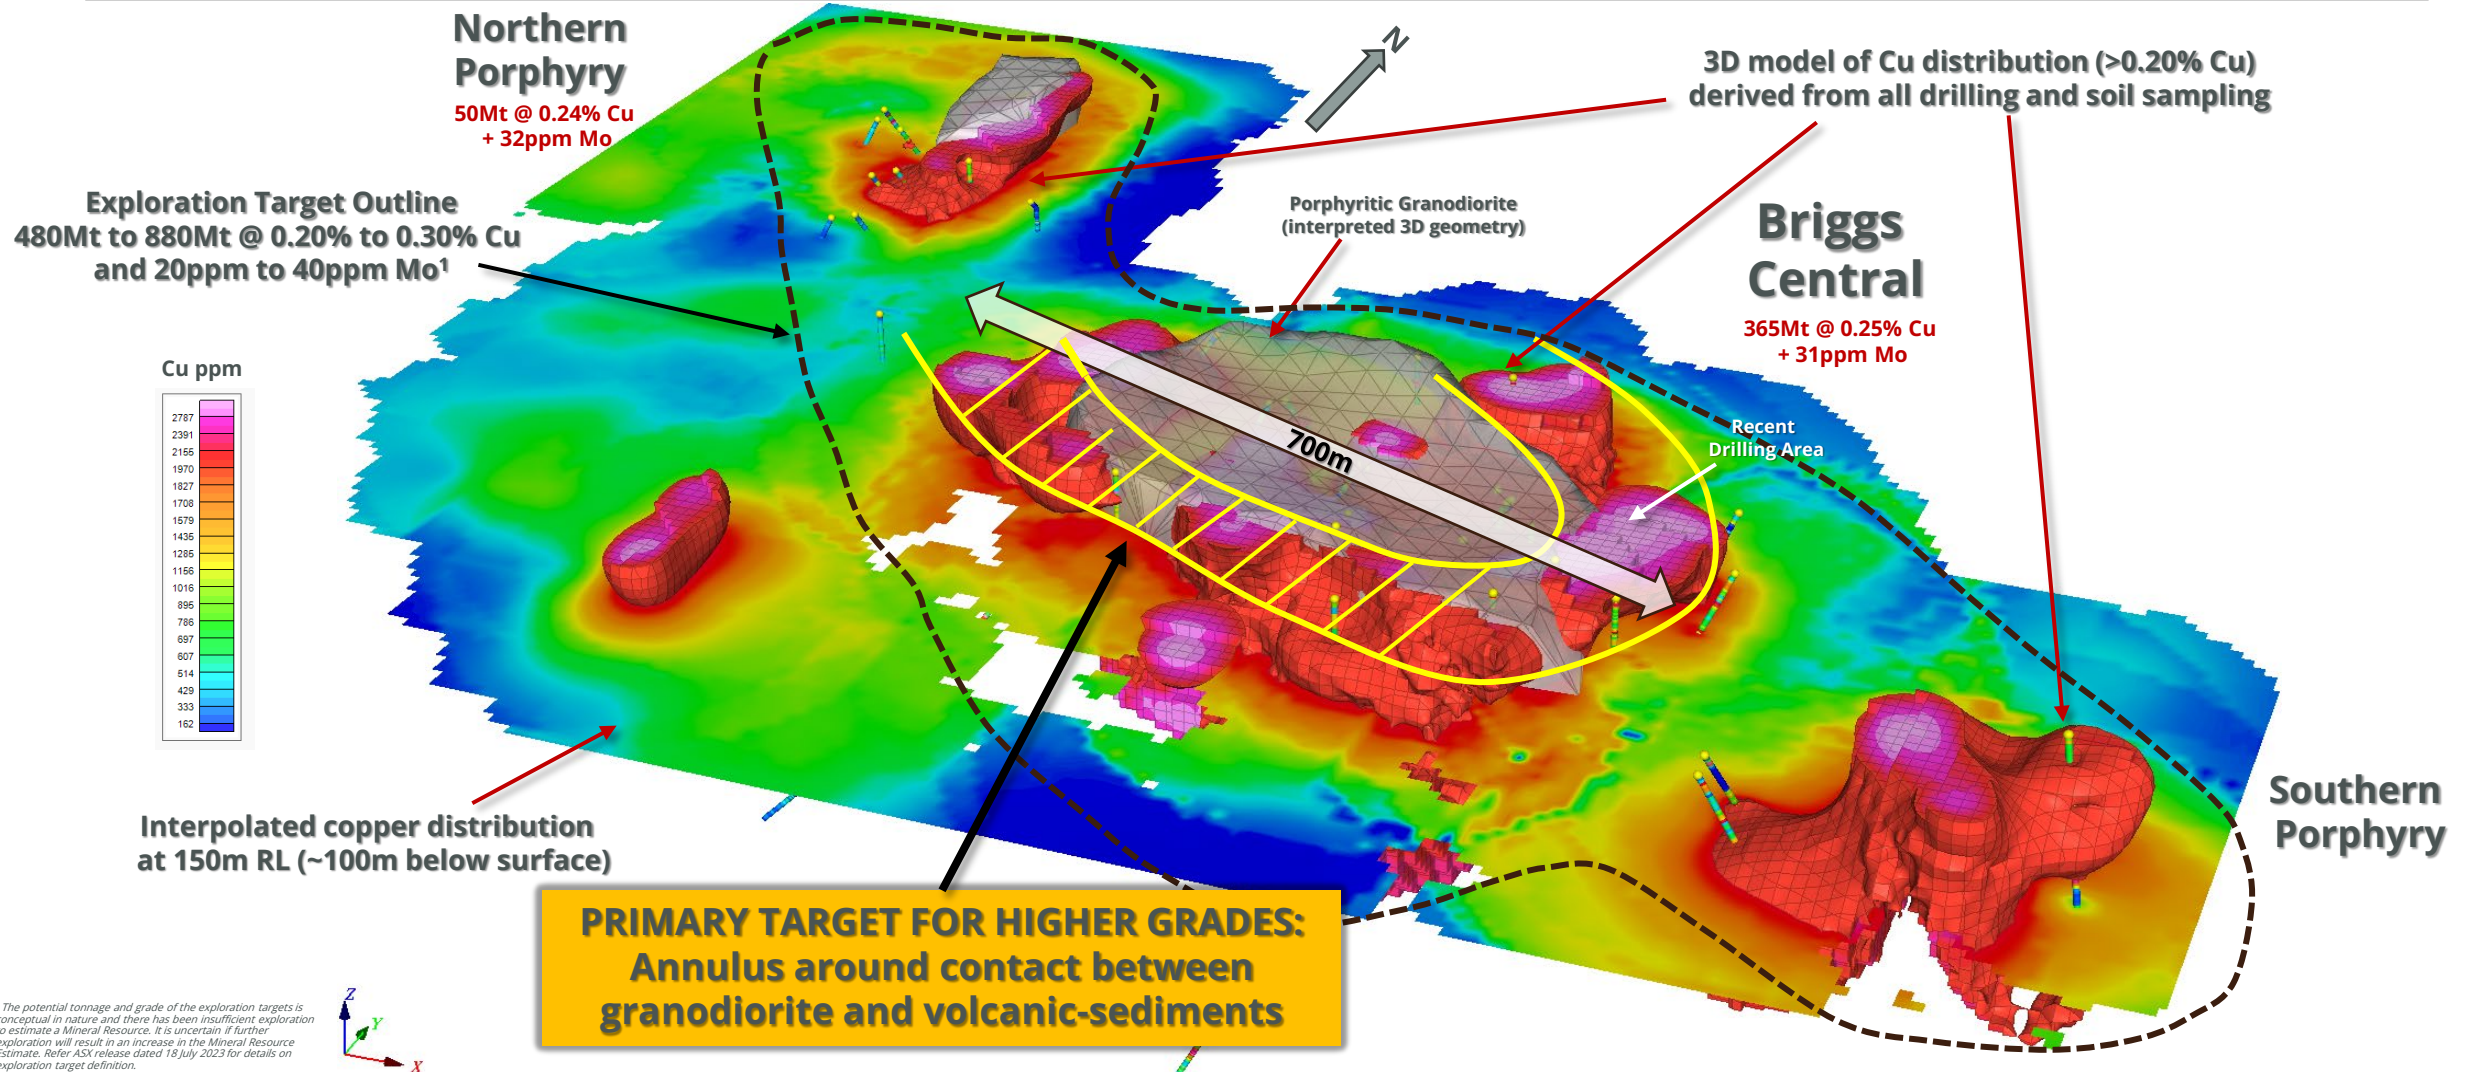 Northern
Porphyry
50Mt @ 0.24% Cu
+ 32ppm Mo
N
3D model of Cu distribution (>0.20% Cu)
derived from all drilling and soil sampling
Exploration Target Outline
480Mt to 880Mt @ 0.20% to 0.30% Cu
and 20ppm to 40ppm Mo¹
Porphyritic Granodiorite
(interpreted 3D geometry)
Briggs
Central
365Mt @ 0.25% Cu
+ 31ppm Mo
Cu ppm
2787
2391
2155
1970
1827
1708
1579
1435
1285
1156
1016
895
786
697
607
514
429
333
162
Recent
Drilling Area
700m
Southern
Porphyry
Interpolated copper distribution
at 150m RL (~100m below surface)
PRIMARY TARGET FOR HIGHER GRADES:
Annulus around contact between
granodiorite and volcanic-sediments
The potential tonnage and grade of the exploration targets is
conceptual in nature and there has been insufficient exploration
to estimate a Mineral Resource. It is uncertain if further
exploration will result in an increase in the Mineral Resource
Estimate. Refer ASX release dated 18 July 2023 for details on
exploration target definition.
Z
Y
X